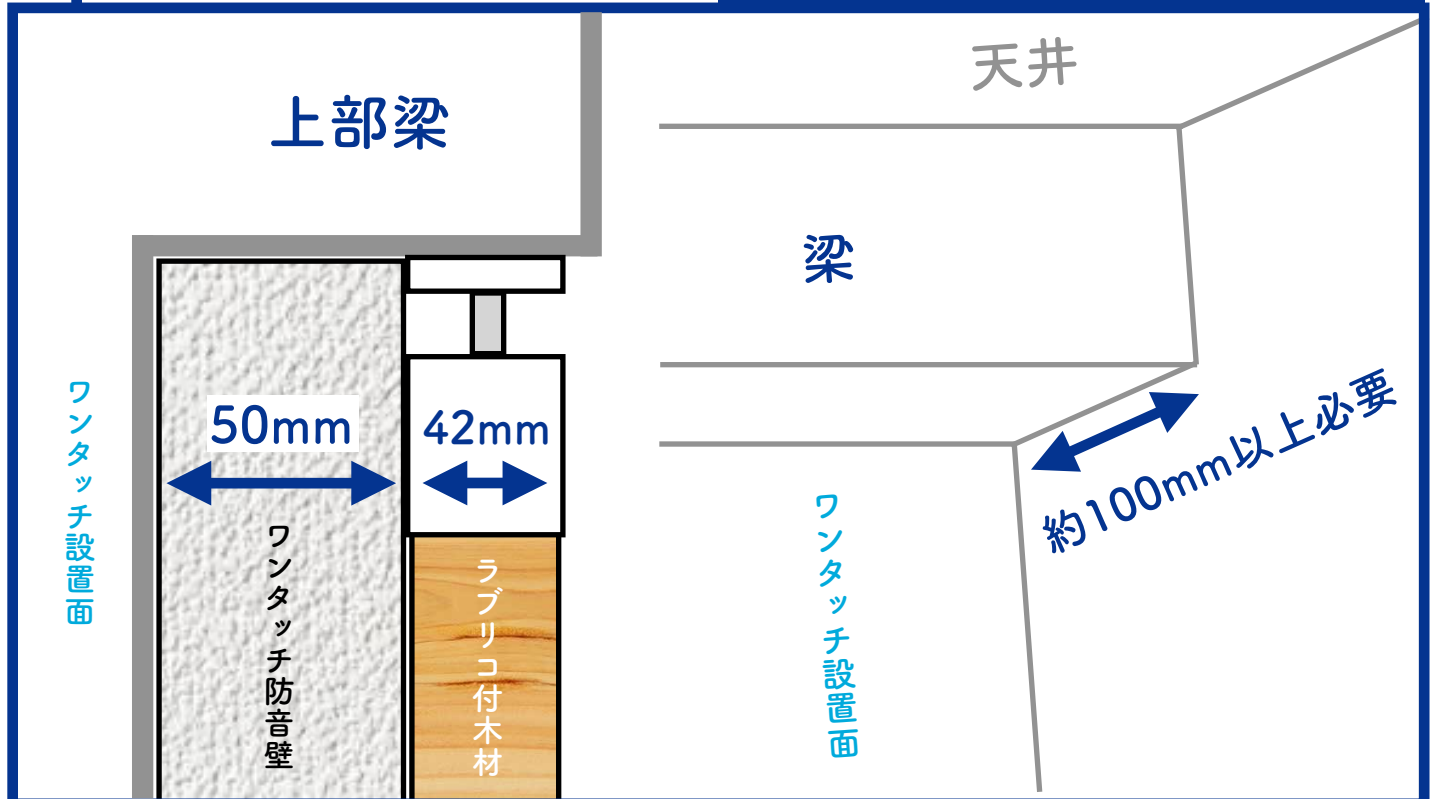 上部梁
天井
梁
50mm
42mm
約100mm以上必要
ワンタッチ設置面
ワンタッチ防音壁
ラブリコ付木材
ワンタッチ設置面